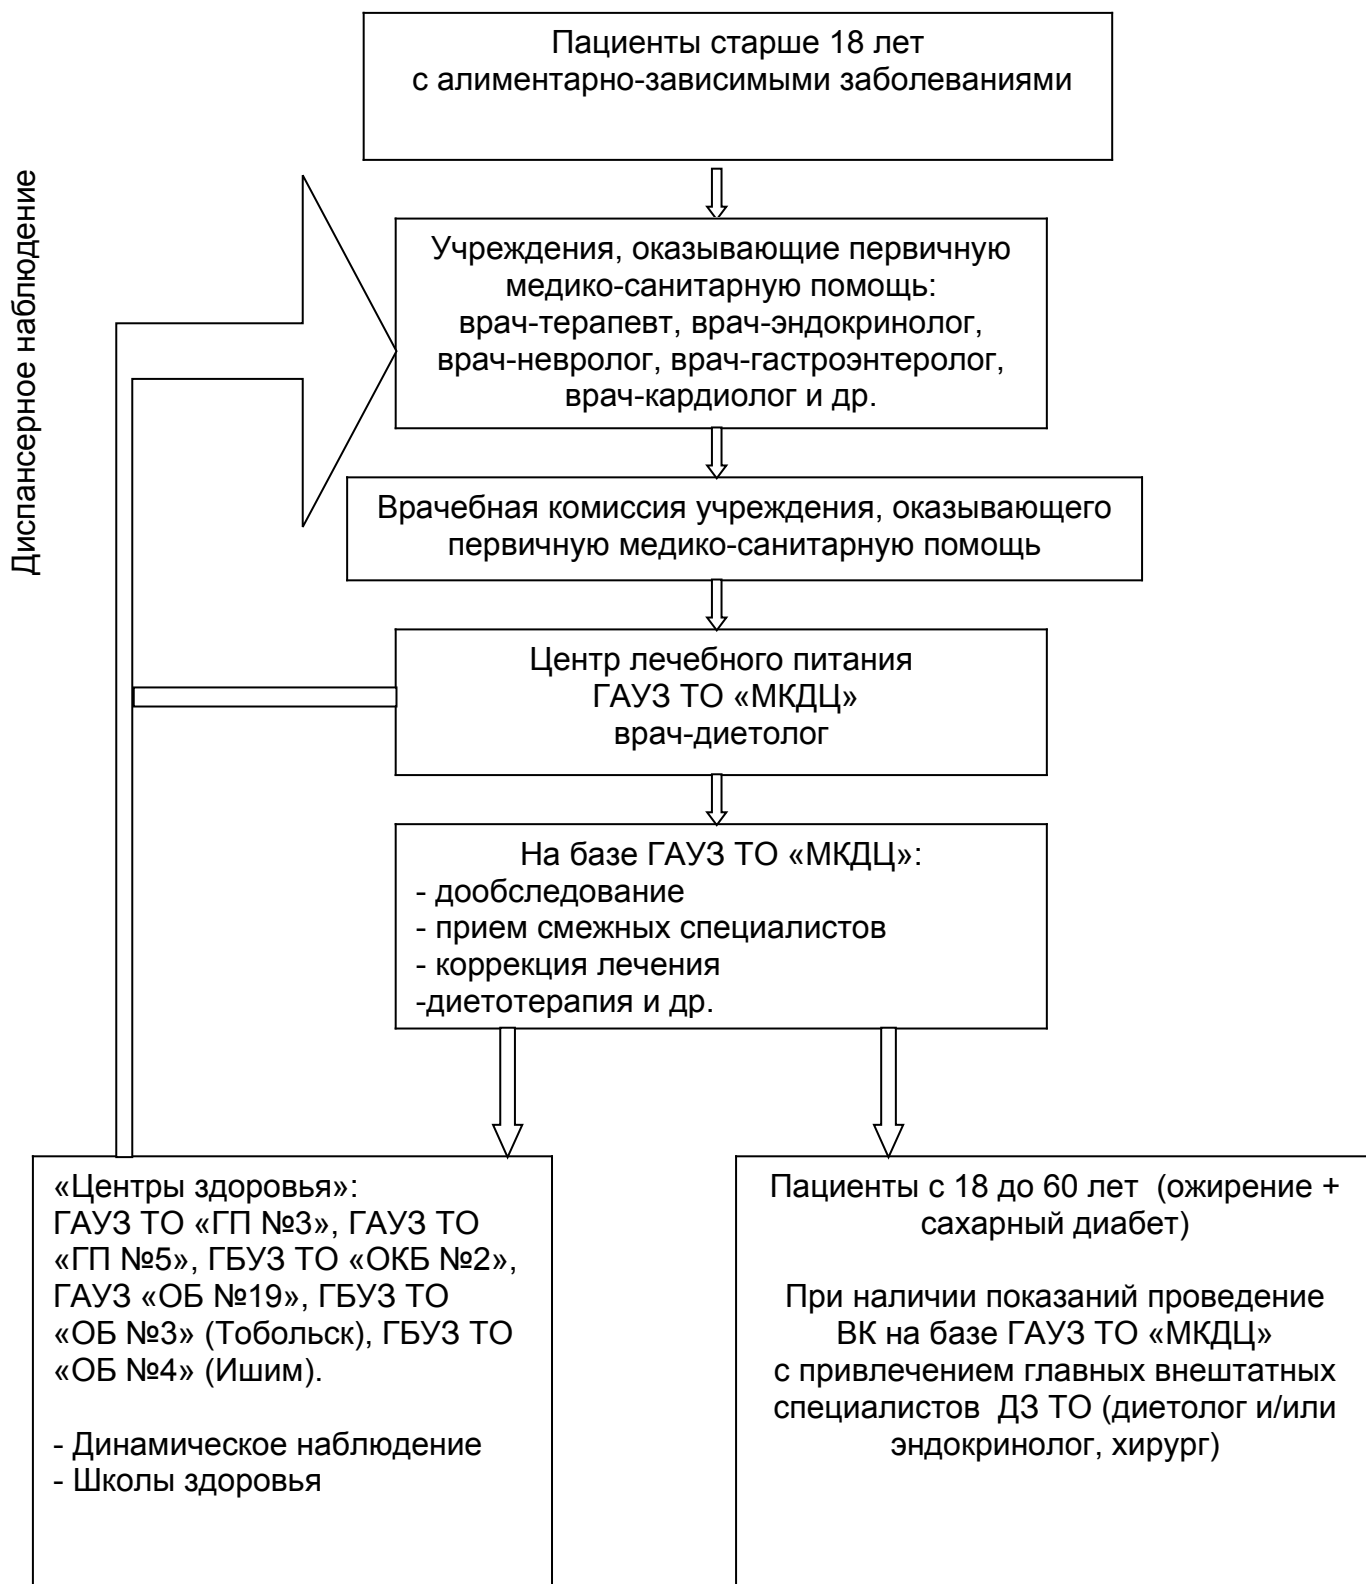 Пациенты старше 18 лет
с алиментарно-зависимыми заболеваниями
Диспансерное наблюдение
Учреждения, оказывающие первичную
медико-санитарную помощь:
врач-терапевт, врач-эндокринолог,
врач-невролог, врач-гастроэнтеролог,
врач-кардиолог и др.
Врачебная комиссия учреждения, оказывающего
первичную медико-санитарную помощь
Центр лечебного питания
ГАУЗ ТО «МКДЦ»
врач-диетолог
На базе ГАУЗ ТО «МКДЦ»:
- дообследование
- прием смежных специалистов
- коррекция лечения
-диетотерапия и др.
«Центры здоровья»:
ГАУЗ ТО «ГП №3», ГАУЗ ТО
«ГП №5», ГБУЗ ТО «ОКБ №2»,
ГАУЗ «ОБ №19», ГБУЗ ТО
«ОБ №3» (Тобольск), ГБУЗ ТО
«ОБ №4» (Ишим).
- Динамическое наблюдение
- Школы здоровья
Пациенты с 18 до 60 лет (ожирение +
сахарный диабет)
При наличии показаний проведение
ВК на базе ГАУЗ ТО «МКДЦ»
с привлечением главных внештатных
специалистов ДЗ ТО (диетолог и/или
эндокринолог, хирург)